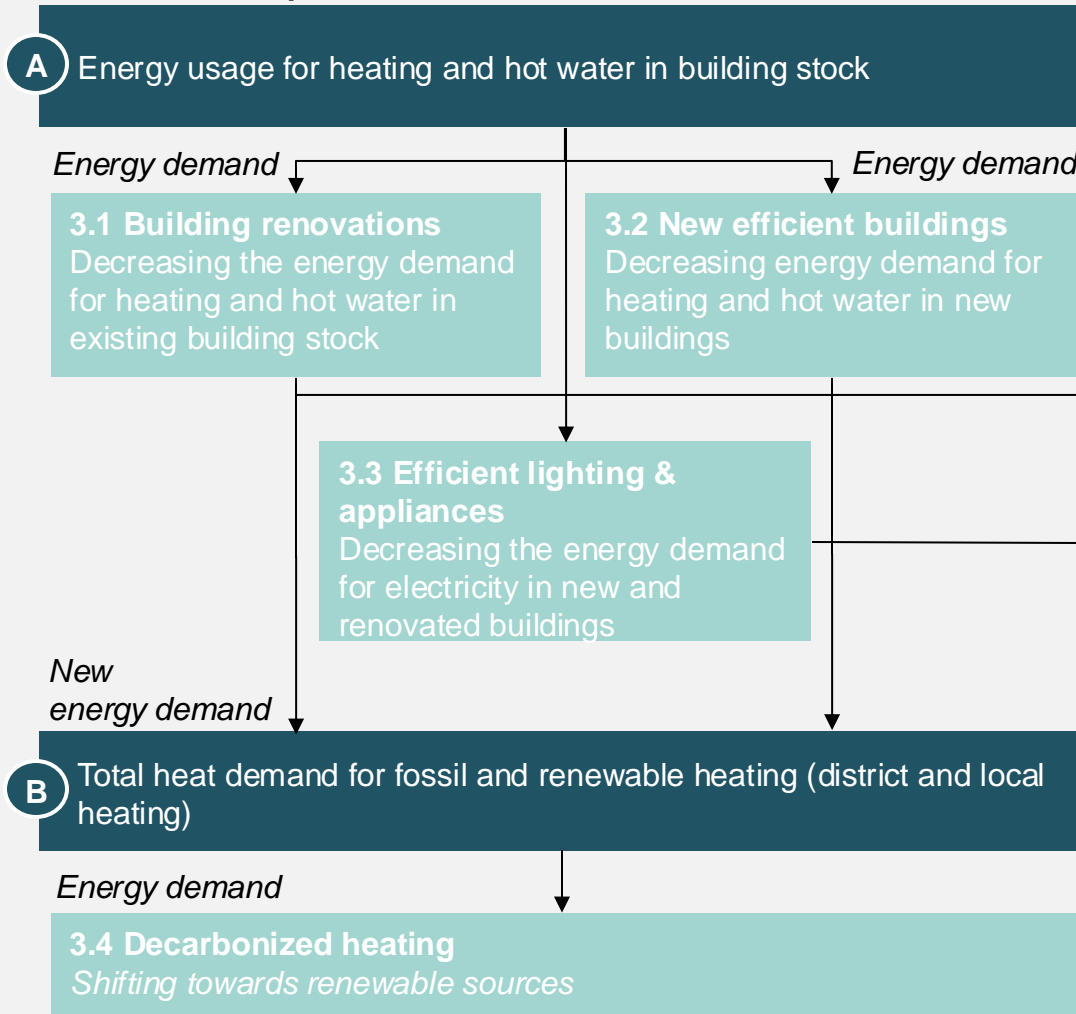 A
Energy usage for heating and hot water in building stock
Energy demand
Energy demand
3.1 Building renovations
Decreasing the energy demand
for heating and hot water in
existing building stock
3.2 New efficient buildings
Decreasing energy demand for
heating and hot water in new
buildings
3.3 Efficient lighting &
appliances
Decreasing the energy demand
for electricity in new and
renovated buildings
New
energy demand
B
Total heat demand for fossil and renewable heating (district and local
heating)
Energy demand
3.4 Decarbonized heating
Shifting towards renewable sources